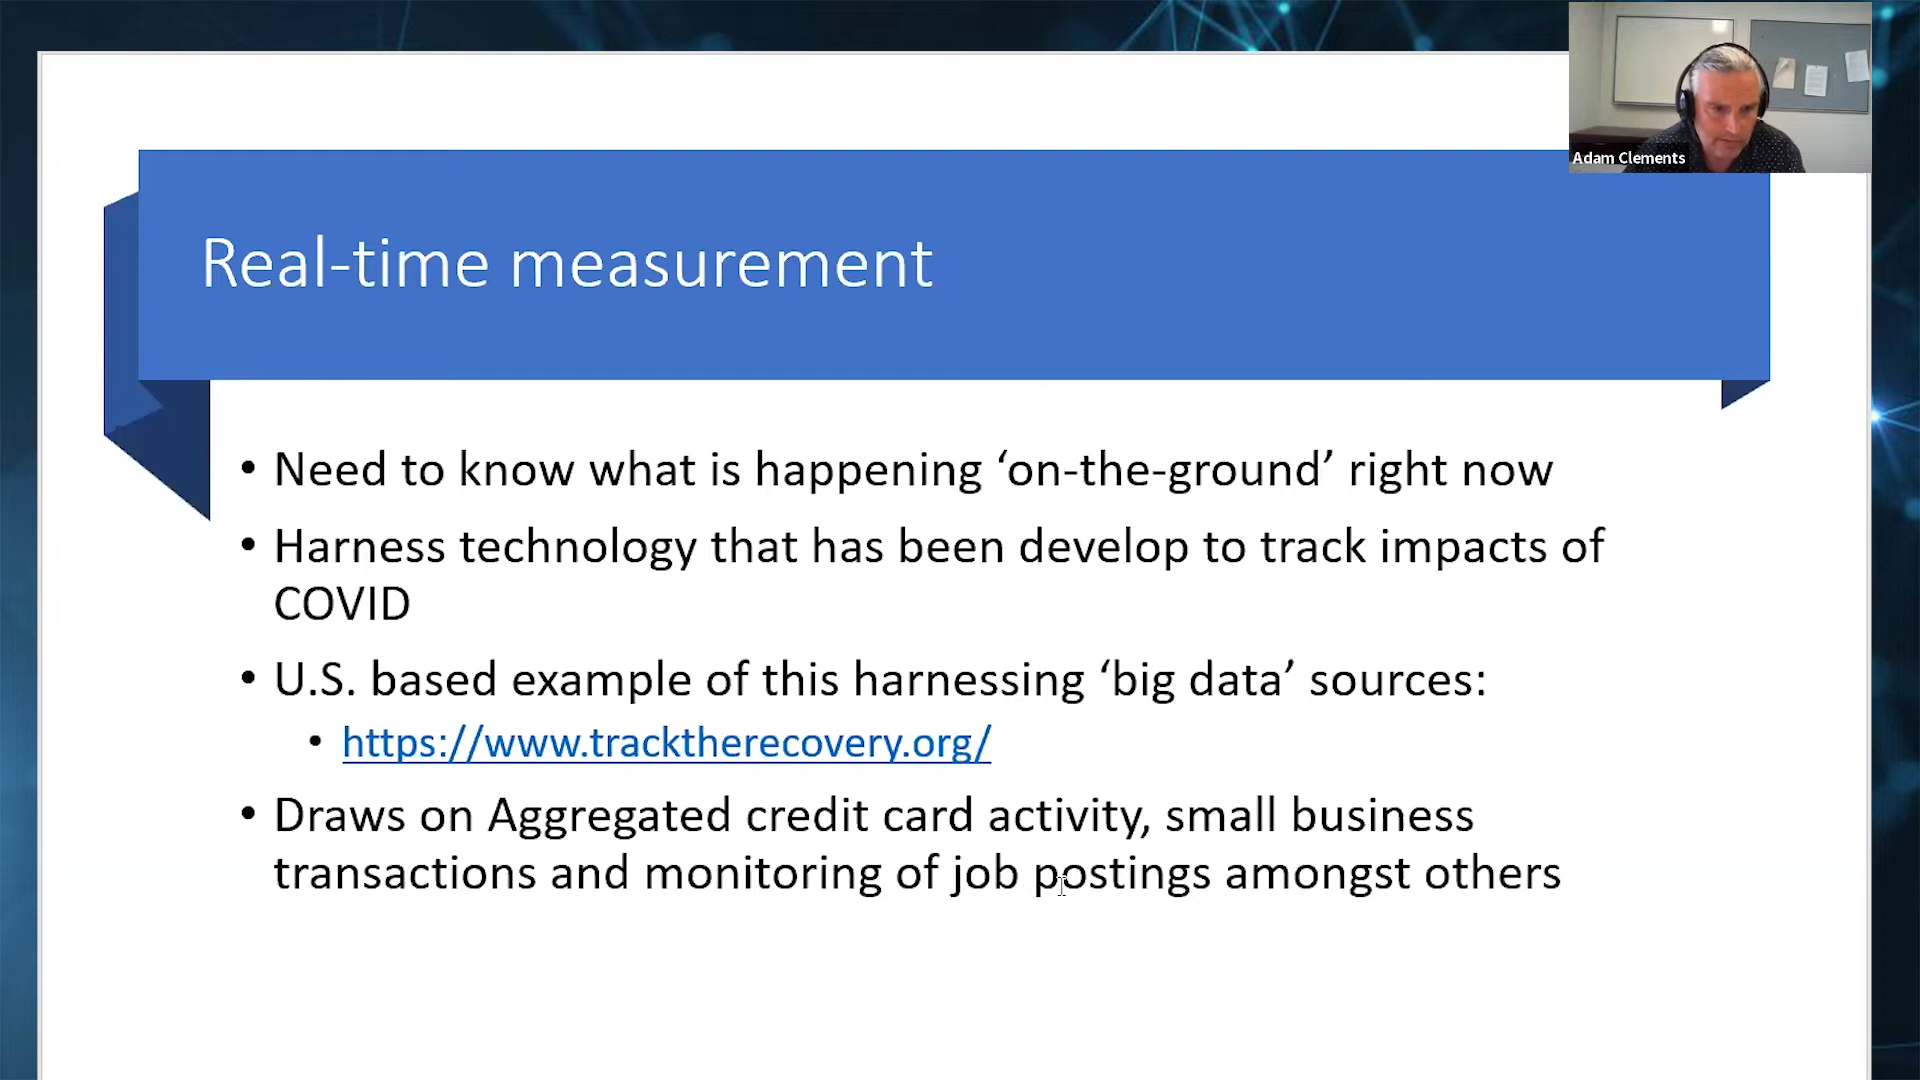 Adam Clements
Real-time measurement
• Need to know what is happening ‘on-the-ground’ right now
• Harness technology that has been develop to track impacts of
COVID
• U.S. based example of this harnessing ‘big data’ sources:
• https://www.tracktherecovery.org/
• Draws on Aggregated credit card activity, small business
transactions and monitoring of job postings amongst others